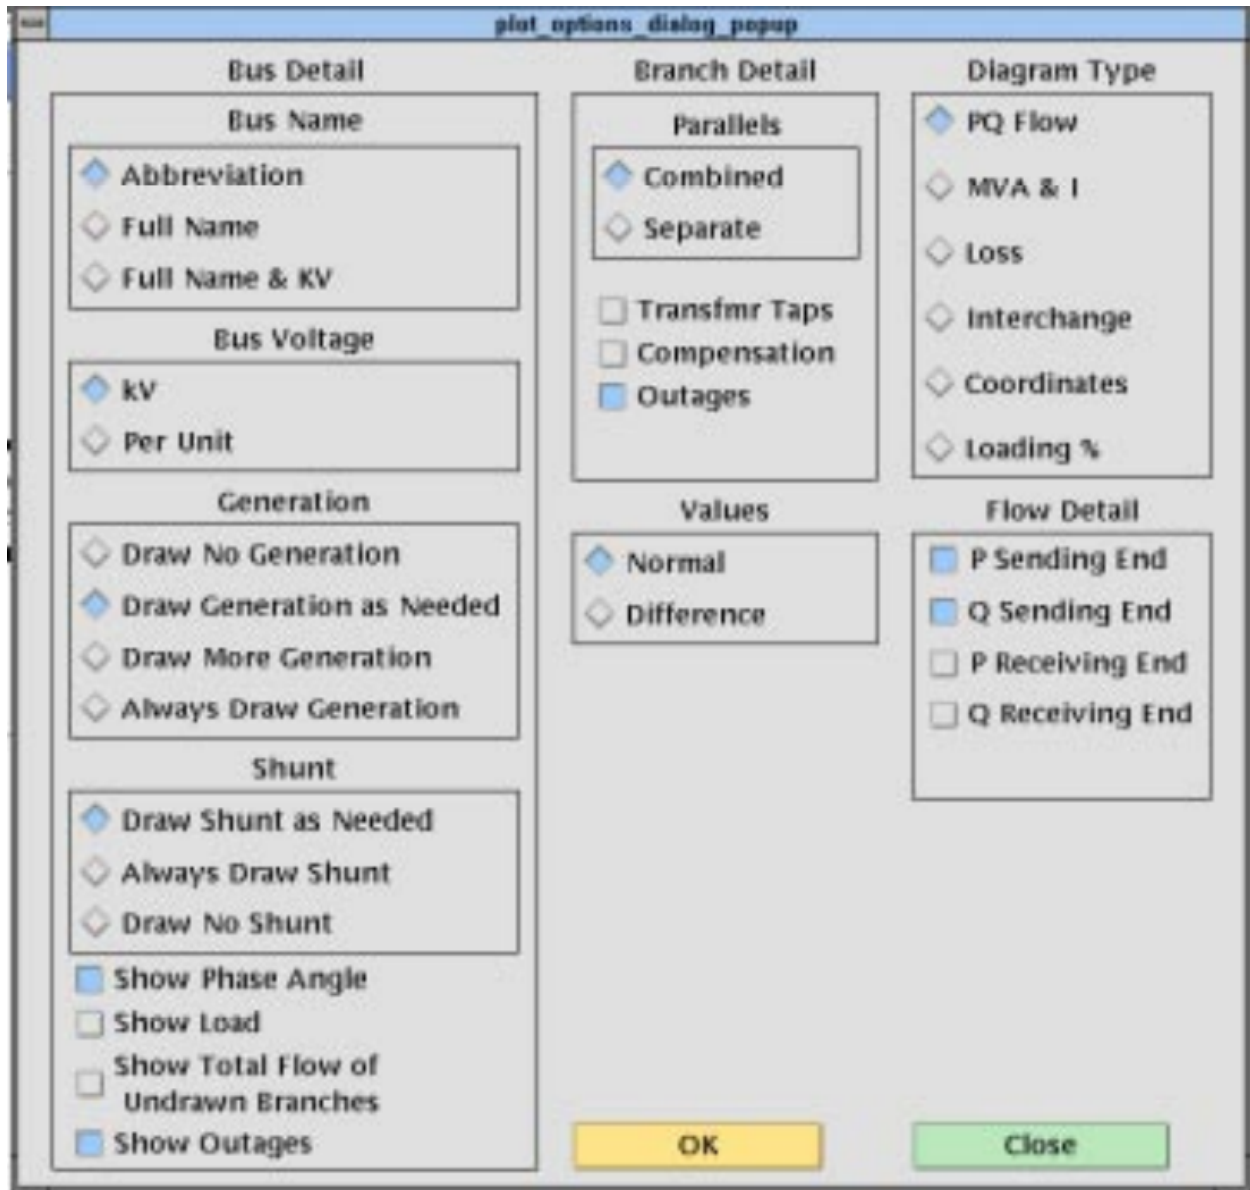 plot_options_dialog_popup
Bus Detail
Bus Name
Abbreviation
Full Name
Full Name & KV
Bus Voltage
kV
Per Unit
Generation
Draw No Generation
Draw Generation as Needed
Draw More Generation
Always Draw Generation
Shunt
Draw Shunt as Needed
Always Draw Shunt
Draw No Shunt
Show Phase Angle
Show Load
Show Total Flow of
Undrawn Branches
Show Outages
Branch Detail
Parallels
Combined
Separate
Transfmr Taps
Compensation
Outages
Values
Normal
Difference
Diagram Type
PQ Flow
MVA & I
Loss
Interchange
Coordinates
Loading %
Flow Detail
P Sending End
Q Sending End
P Receiving End
Q Receiving End
OK
Close